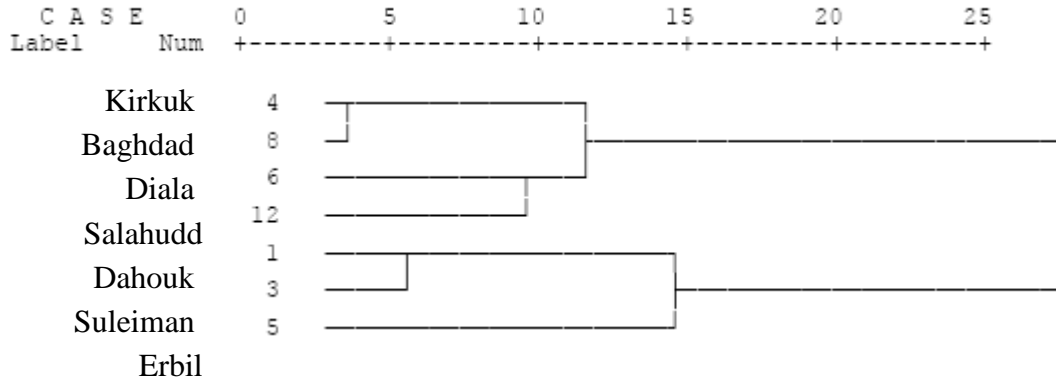 C A S E 0 5 10 15 20 25
Label Num +---------+---------+---------+---------+---------+
Kirkuk 4
Baghdad 8
Diala 6
Salahudd 12
Dahouk 1
Suleiman 3
Erbil 5